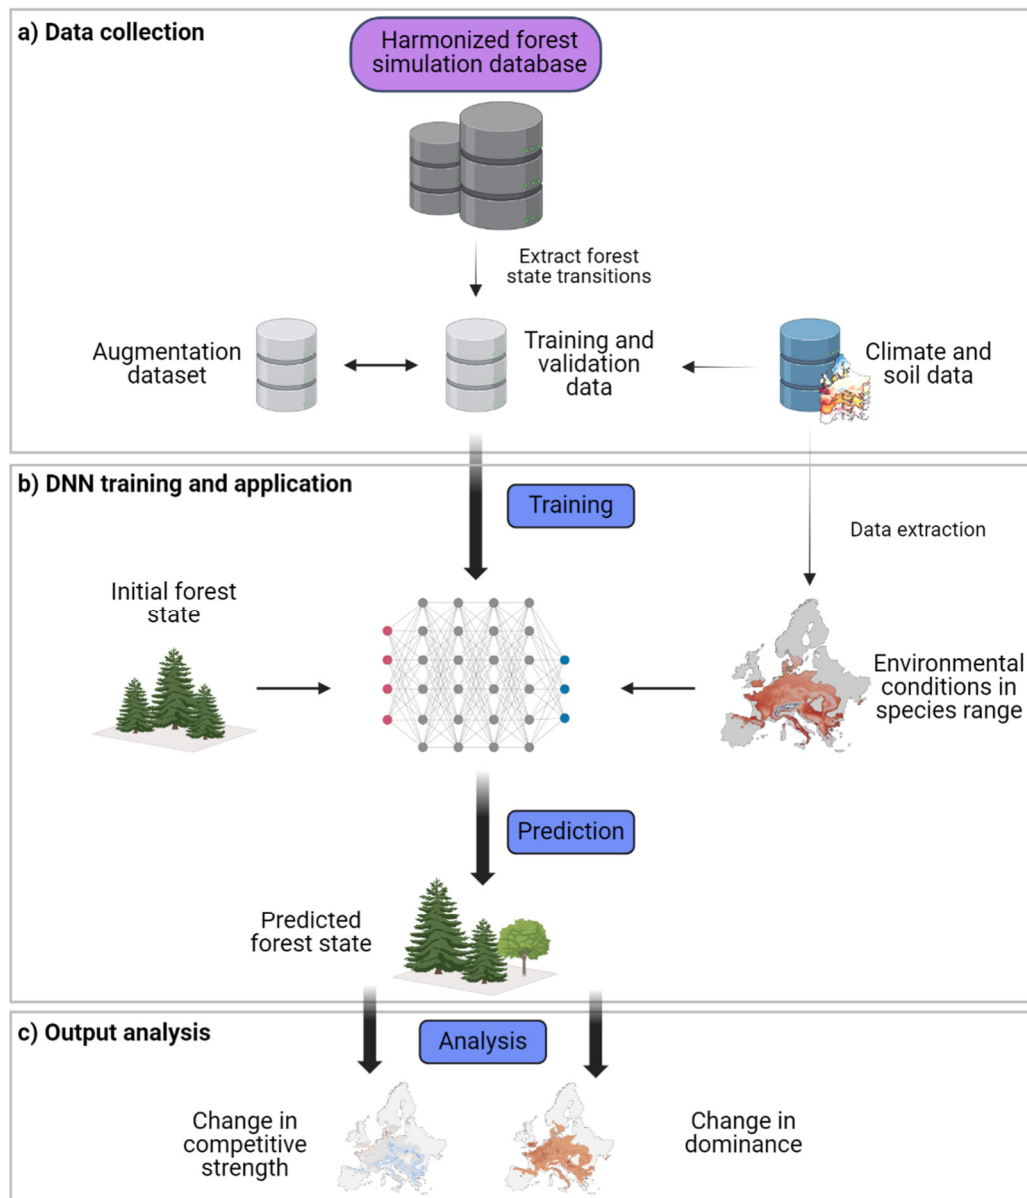 a) Data collection
Harmonized forest
simulation database
Extract forest
state transitions
Augmentation
dataset
Training and
validation
data
Climate and
soil data
b) DNN training and application
Training
Data extraction
Initial forest
state
Environmental
conditions in
species range
Prediction
Predicted
forest state
c) Output analysis
Analysis
Change in
competitive
strength
Change in
dominance